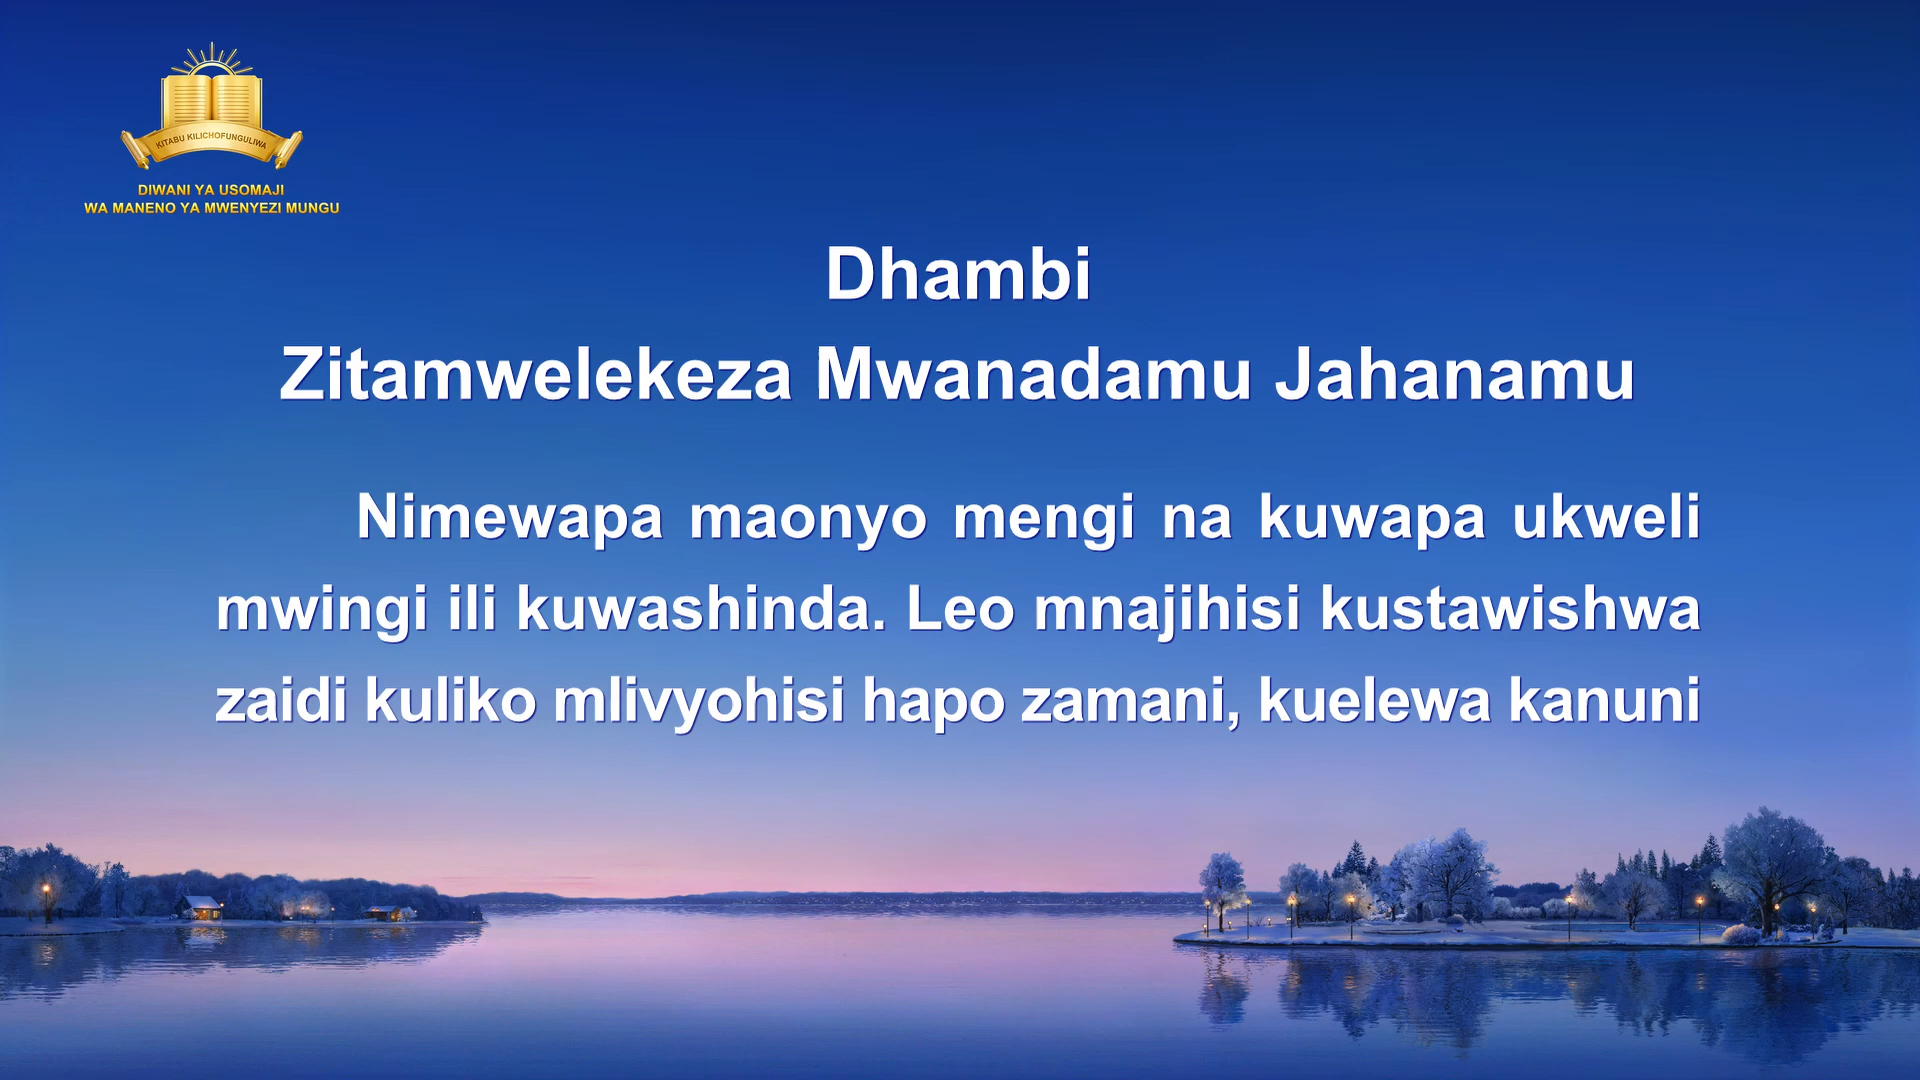 KITABU KILICHOFUNGULIWA
DIWANI YA USOMAJI
WA MANENO YA MWENYEZI MUNGU
Dhambi
Zitamwelekeza Mwanadamu Jahanamu
Nimewapa maonyo mengi na kuwapa ukweli
mwingi ili kuwashinda. Leo mnajihisi kustawishwa
zaidi kuliko mlivyohisi hapo zamani, kuelewa kanuni